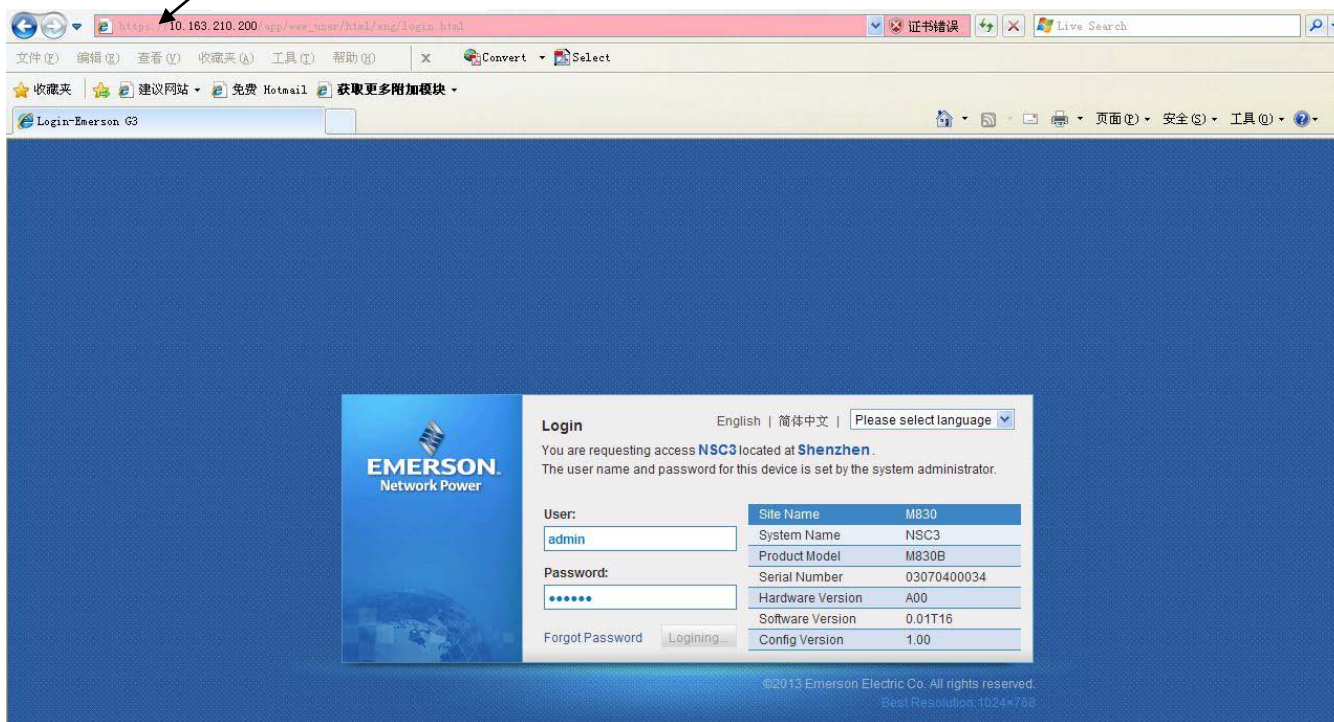 https://10.163.210.200/app/www_user/html/eng/login.html 证书错误 Live Search
文件(F) 编辑(E) 查看(V) 收藏夹(A) 工具(T) 帮助(H) X Convert Select
收藏夹 建议网站 免费 Hotmail 获取更多附加模块
Login-Emerson G3 页面(P) 安全(S) 工具(O)
Login English | 简体中文 | Please select language
You are requesting access NSC3 located at Shenzhen.
The user name and password for this device is set by the system administrator.
EMERSON.
Network Power
User:
admin
Password:
••••••
Forgot Password Logining...
Site Name M830
System Name NSC3
Product Model M830B
Serial Number 03070400034
Hardware Version A00
Software Version 0.01T16
Config Version 1.00
©2013 Emerson Electric Co. All rights reserved.
Best Resolution:1024×768